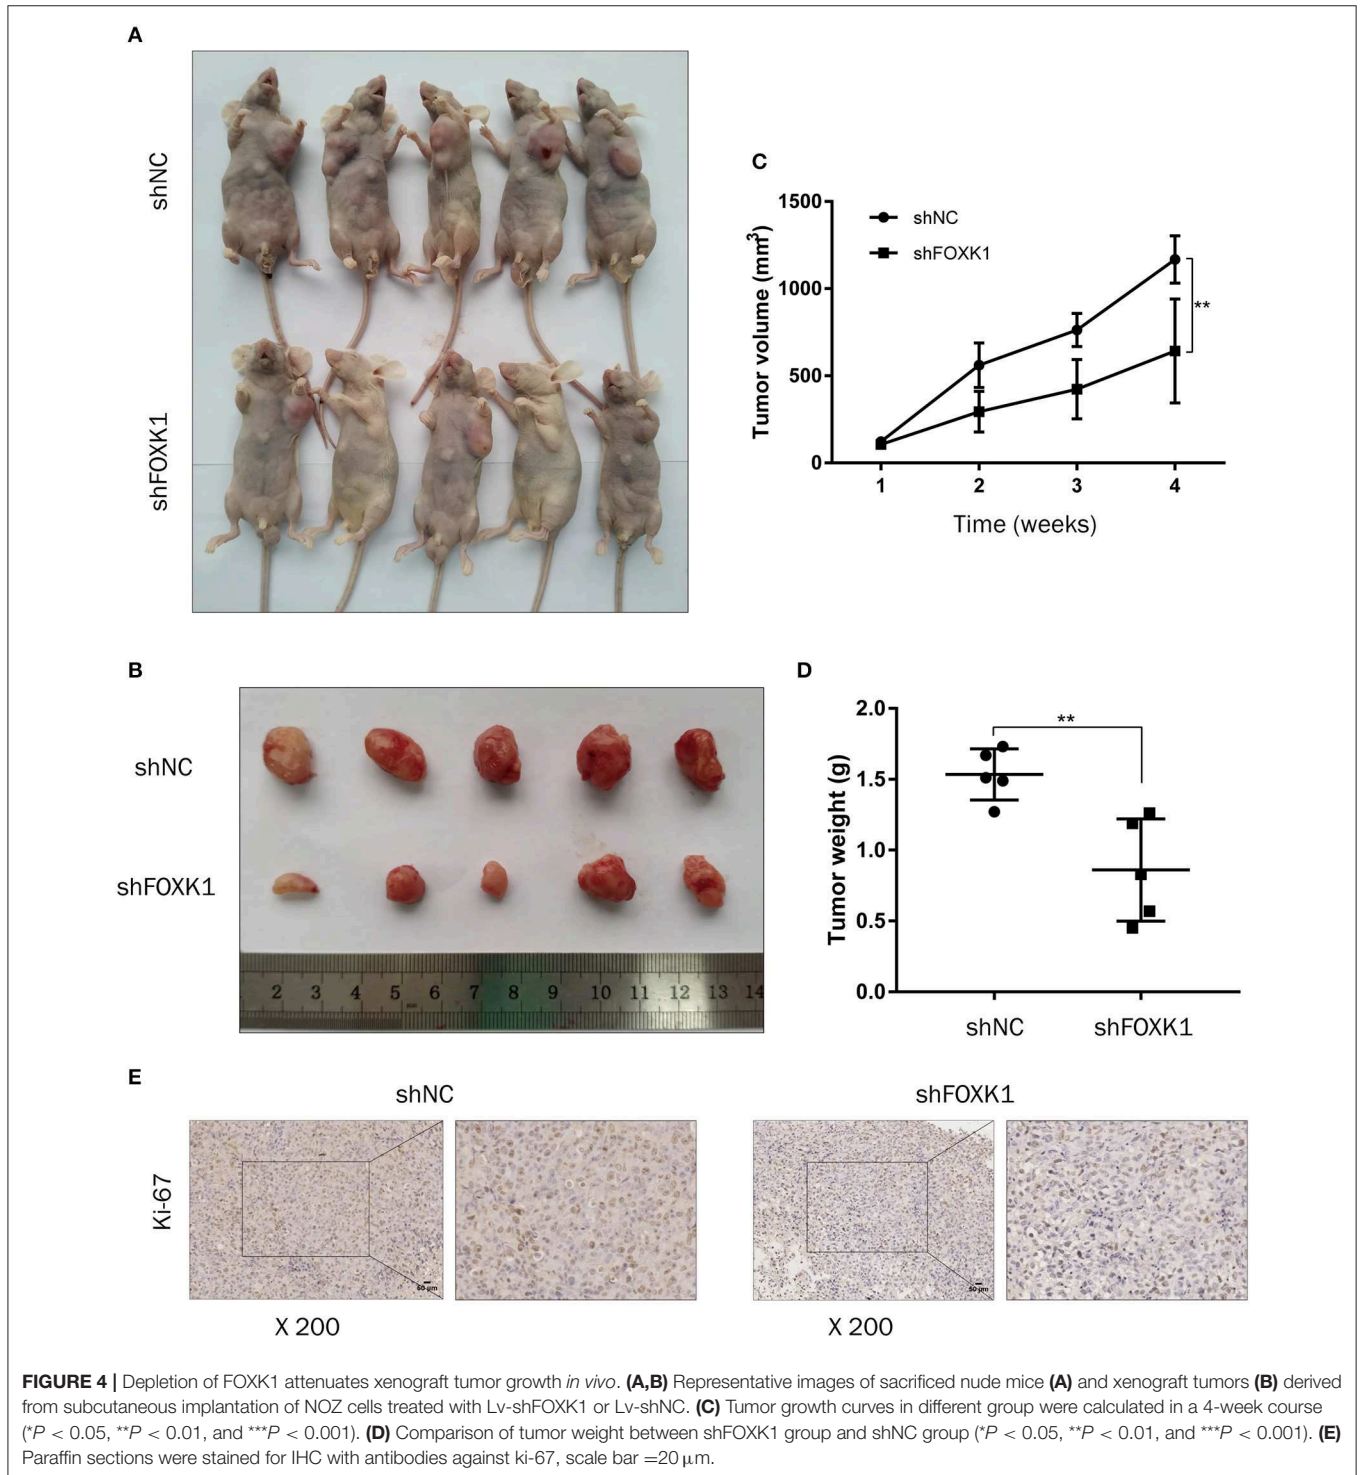 A
shNC
shFOXK1
B
shNC
shFOXK1
2 3 4 5 6 7 8 9 10 11 12 13 14
C
1500
1000
500
0
Tumor volume (mm³)
shNC
shFOXK1
**
1 2 3 4
Time (weeks)
D
2.0
1.5
1.0
0.5
0.0
Tumor weight (g)
**
shNC shFOXK1
E
shNC shFOXK1
Ki-67
50 μm
50 μm
X 200 X 200
FIGURE 4 | Depletion of FOXK1 attenuates xenograft tumor growth in vivo. (A,B) Representative images of sacrificed nude mice (A) and xenograft tumors (B) derived
from subcutaneous implantation of NOZ cells treated with Lv-shFOXK1 or Lv-shNC. (C) Tumor growth curves in different group were calculated in a 4-week course
(*P < 0.05, **P < 0.01, and ***P < 0.001). (D) Comparison of tumor weight between shFOXK1 group and shNC group (*P < 0.05, **P < 0.01, and ***P < 0.001). (E)
Paraffin sections were stained for IHC with antibodies against ki-67, scale bar =20 μm.